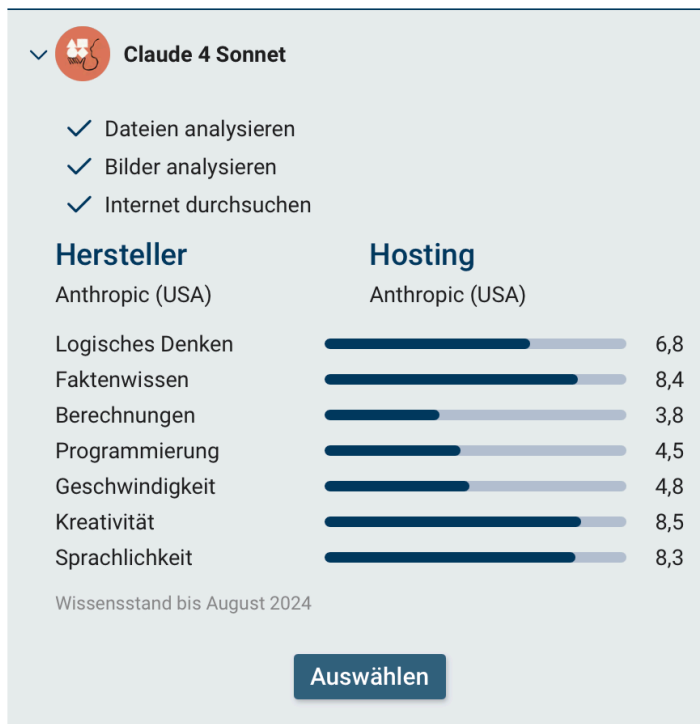 Claude 4 Sonnet
Dateien analysieren
Bilder analysieren
Internet durchsuchen
Hersteller Hosting
Anthropic (USA) Anthropic (USA)
Logisches Denken 6,8
Faktenwissen 8,4
Berechnungen 3,8
Programmierung 4,5
Geschwindigkeit 4,8
Kreativität 8,5
Sprachlichkeit 8,3
Wissensstand bis August 2024
Auswählen